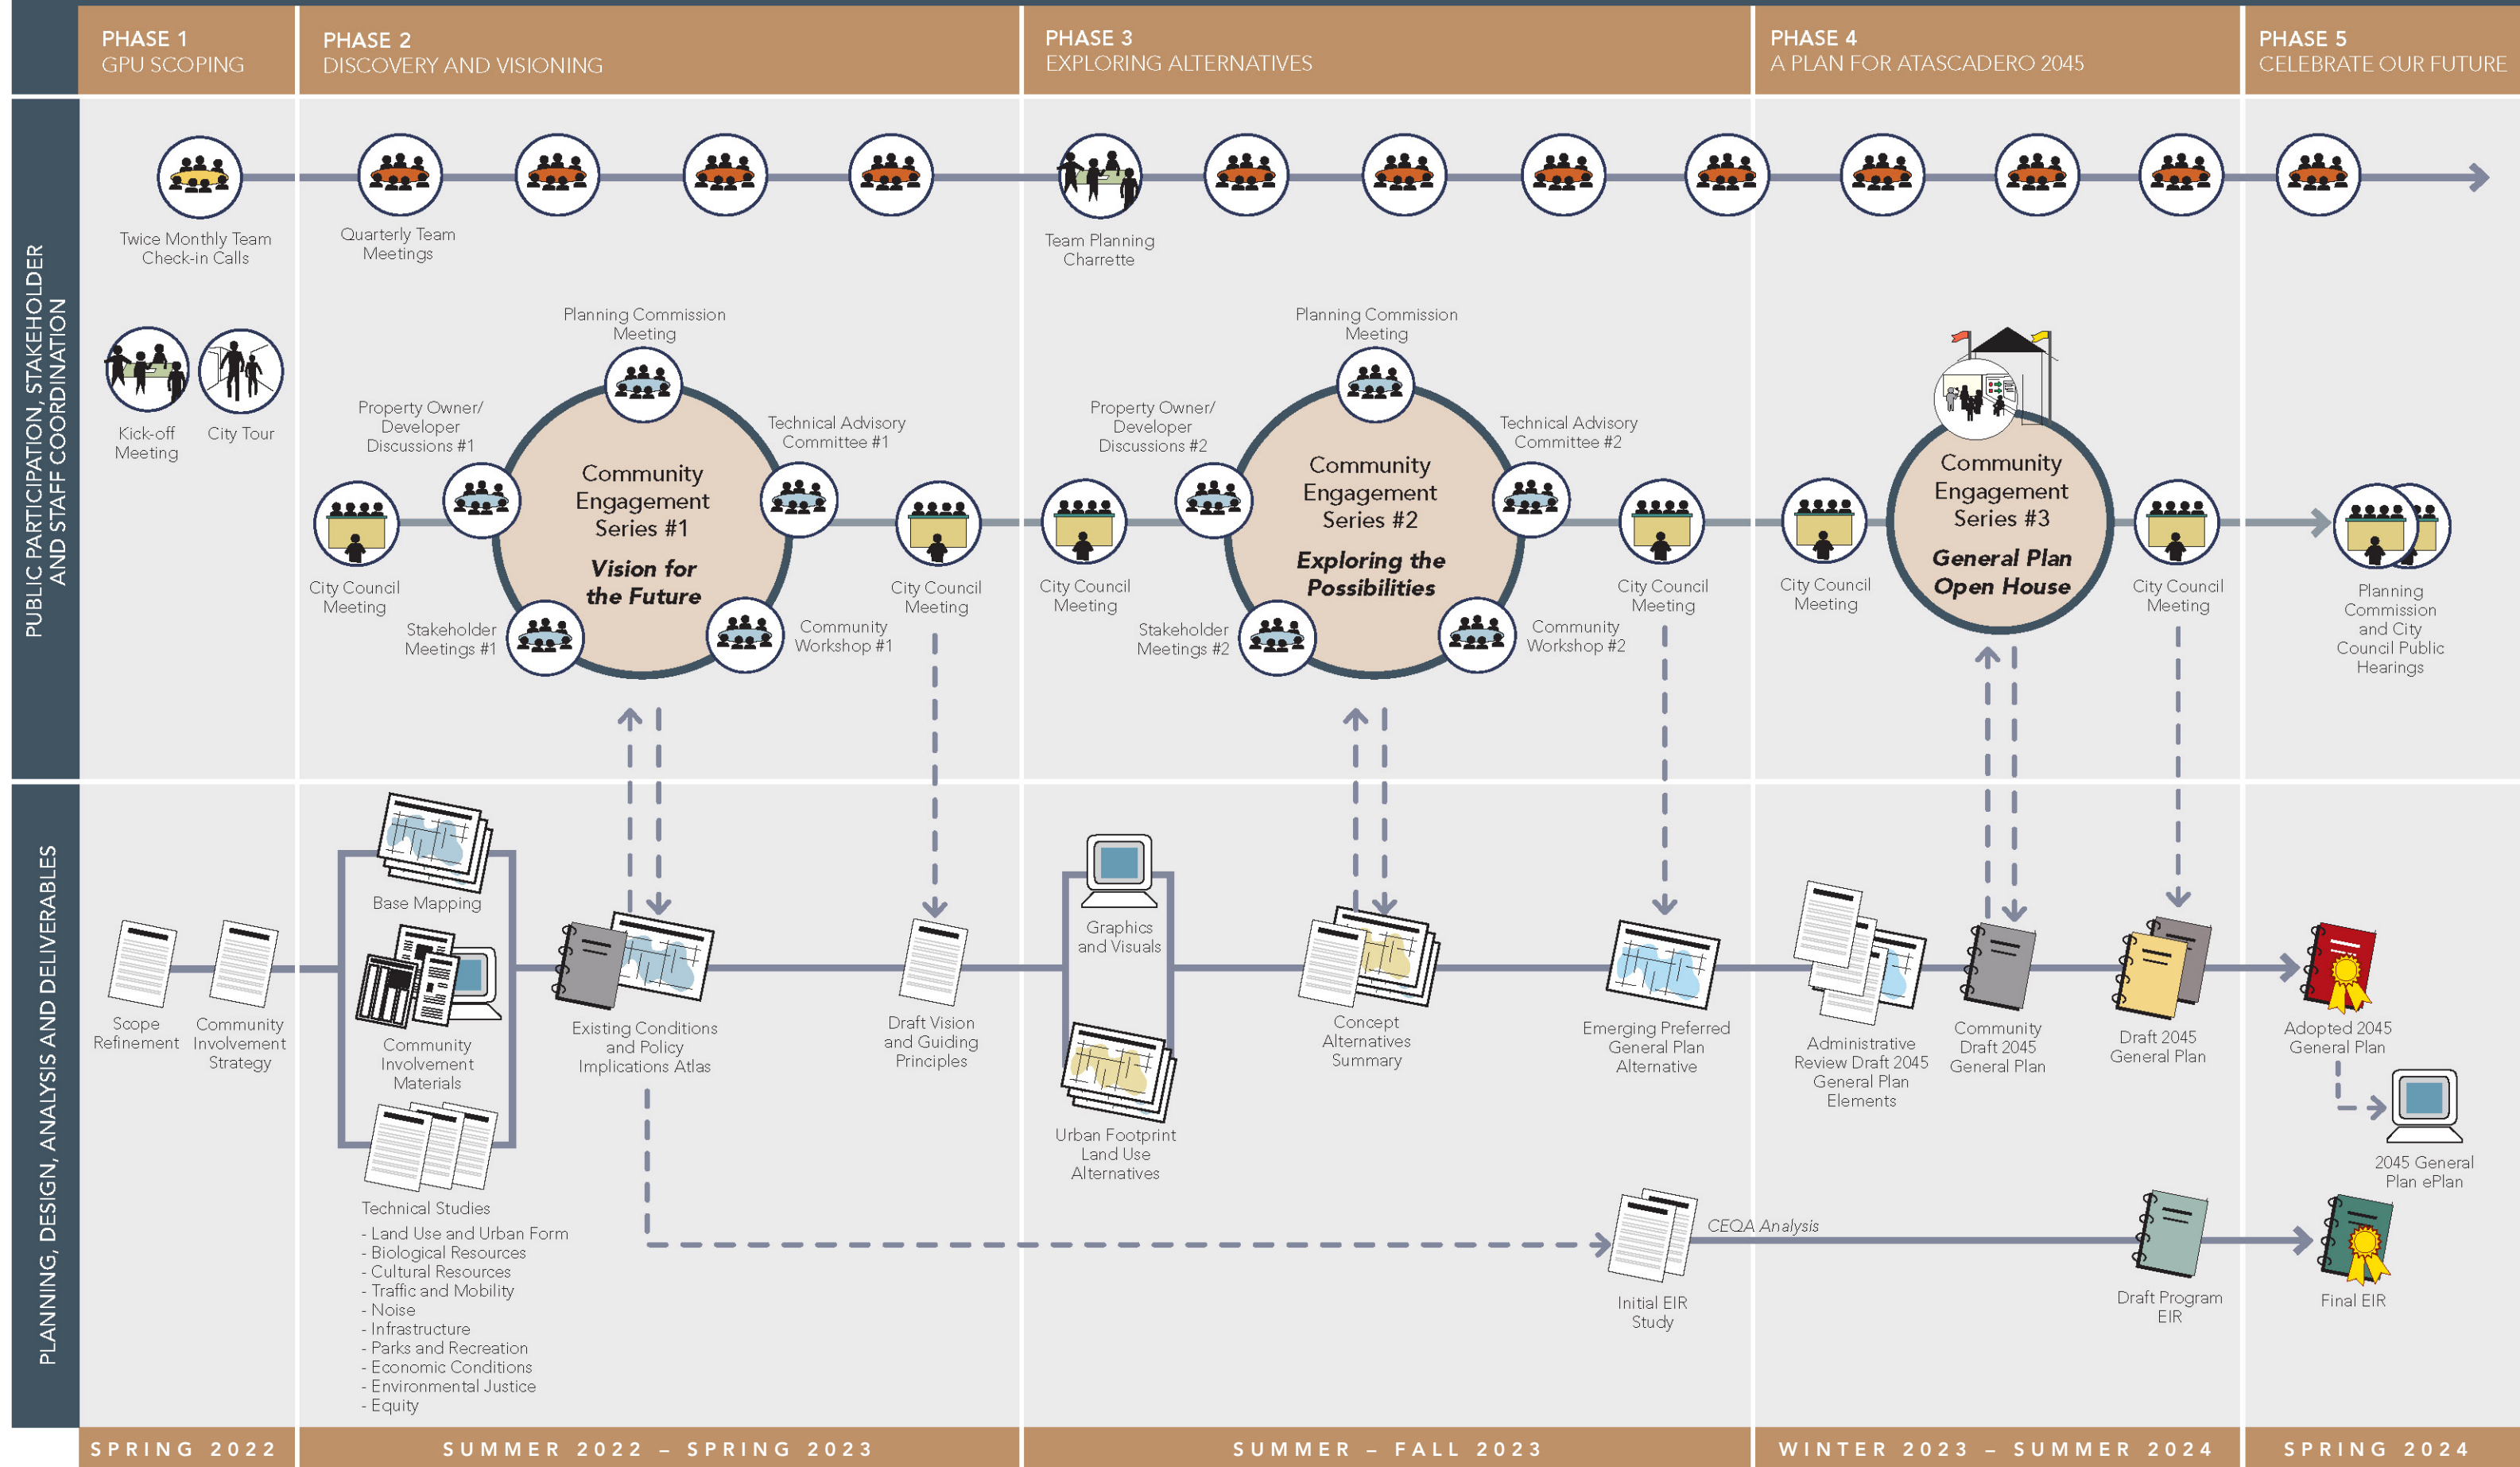 PHASE 1
GPU SCOPING
PHASE 2
DISCOVERY AND VISIONING
PHASE 3
EXPLORING ALTERNATIVES
PHASE 4
A PLAN FOR ATASCADERO 2045
PHASE 5
CELEBRATE OUR FUTURE
PUBLIC PARTICIPATION, STAKEHOLDER
AND STAFF COORDINATION
Twice Monthly Team
Check-in Calls
Quarterly Team
Meetings
Team Planning
Charrette
Kick-off
Meeting
City Tour
Planning Commission
Meeting
Property Owner/
Developer
Discussions #1
Technical Advisory
Committee #1
Community
Engagement
Series #1
Vision for
the Future
City Council
Meeting
Stakeholder
Meetings #1
Community
Workshop #1
City Council
Meeting
Planning Commission
Meeting
Property Owner/
Developer
Discussions #2
Technical Advisory
Committee #2
Community
Engagement
Series #2
Exploring the
Possibilities
City Council
Meeting
Stakeholder
Meetings #2
Community
Workshop #2
City Council
Meeting
City Council
Meeting
Community
Engagement
Series #3
General Plan
Open House
City Council
Meeting
Planning
Commission
and City
Council Public
Hearings
PLANNING, DESIGN, ANALYSIS AND DELIVERABLES
Scope
Refinement
Community
Involvement
Strategy
Base Mapping
Community
Involvement
Materials
Technical Studies
- Land Use and Urban Form
- Biological Resources
- Cultural Resources
- Traffic and Mobility
- Noise
- Infrastructure
- Parks and Recreation
- Economic Conditions
- Environmental Justice
- Equity
Existing Conditions
and Policy
Implications Atlas
Draft Vision
and Guiding
Principles
Graphics
and Visuals
Urban Footprint
Land Use
Alternatives
Concept
Alternatives
Summary
Emerging Preferred
General Plan
Alternative
Initial EIR
Study
CEQA Analysis
Administrative
Review Draft 2045
General Plan
Elements
Community
Draft 2045
General Plan
Draft 2045
General Plan
Draft Program
EIR
Adopted 2045
General Plan
2045 General
Plan ePlan
Final EIR
SPRING 2022
SUMMER 2022 – SPRING 2023
SUMMER – FALL 2023
WINTER 2023 – SUMMER 2024
SPRING 2024